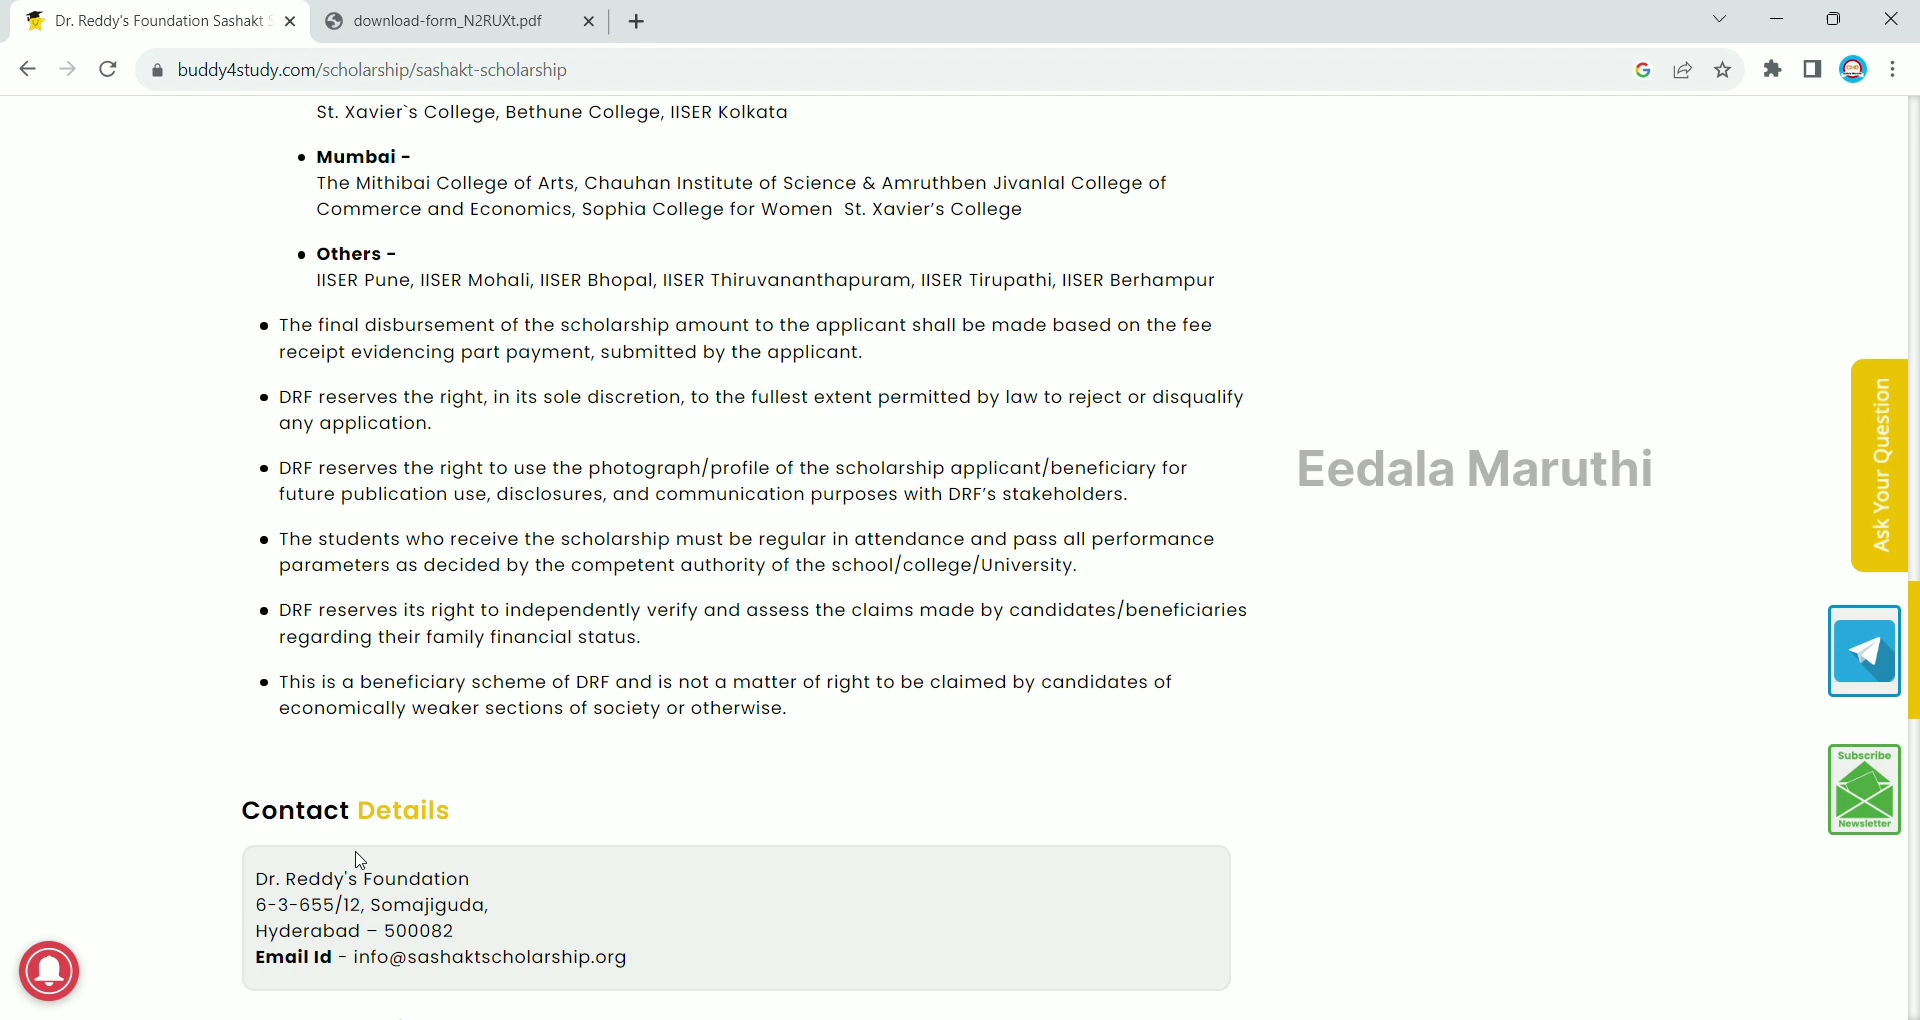 Dr. Reddy's Foundation Sashakt S
download-form_N2RUXt.pdf
buddy4study.com/scholarship/sashakt-scholarship
St. Xavier`s College, Bethune College, IISER Kolkata
Mumbai -
The Mithibai College of Arts, Chauhan Institute of Science & Amruthben Jivanlal College of
Commerce and Economics, Sophia College for Women St. Xavier's College
Others -
IISER Pune, IISER Mohali, IISER Bhopal, IISER Thiruvananthapuram, IISER Tirupathi, IISER Berhampur
The final disbursement of the scholarship amount to the applicant shall be made based on the fee
receipt evidencing part payment, submitted by the applicant.
DRF reserves the right, in its sole discretion, to the fullest extent permitted by law to reject or disqualify
any application.
DRF reserves the right to use the photograph/profile of the scholarship applicant/beneficiary for
future publication use, disclosures, and communication purposes with DRF's stakeholders.
Eedala Maruthi
Ask Your Question
The students who receive the scholarship must be regular in attendance and pass all performance
parameters as decided by the competent authority of the school/college/University.
DRF reserves its right to independently verify and assess the claims made by candidates/beneficiaries
regarding their family financial status.
This is a beneficiary scheme of DRF and is not a matter of right to be claimed by candidates of
economically weaker sections of society or otherwise.
Subscribe
Newsletter
Contact Details
Dr. Reddy's Foundation
6-3-655/12, Somajiguda,
Hyderabad – 500082
Email Id - info@sashaktscholarship.org